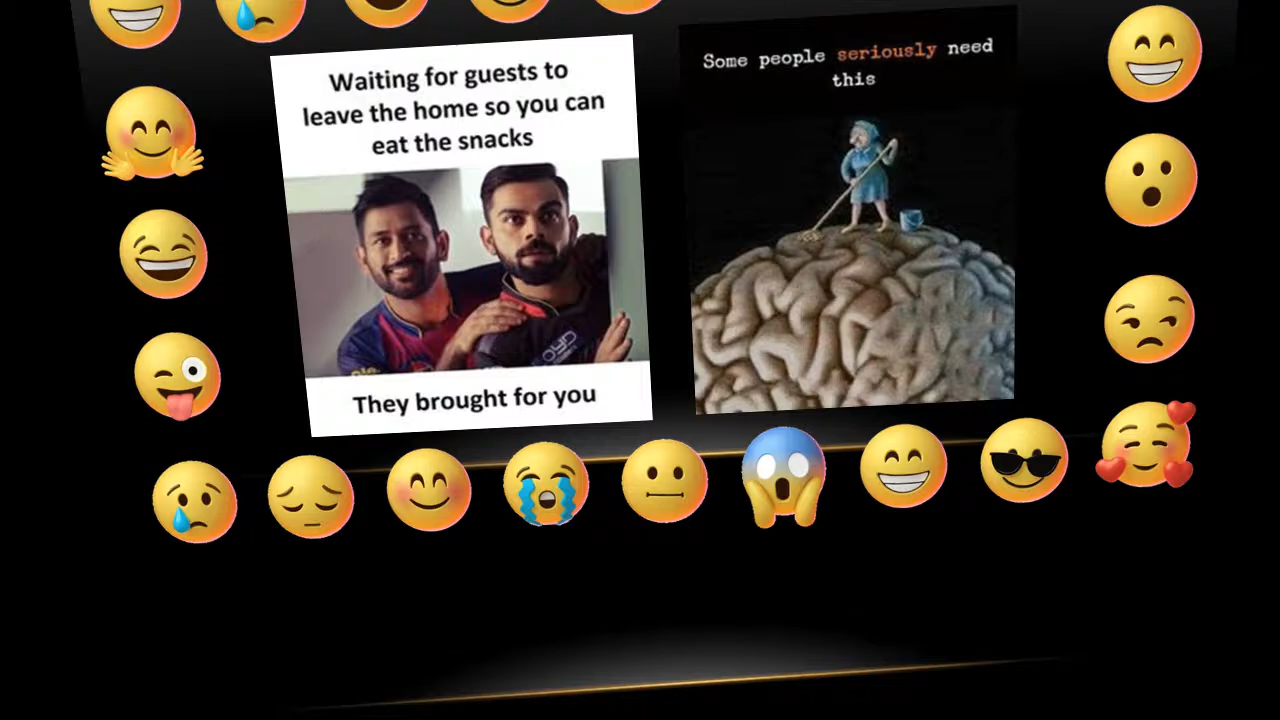 Waiting for guests to
leave the home so you can
eat the snacks
They brought for you
Some people seriously need
this